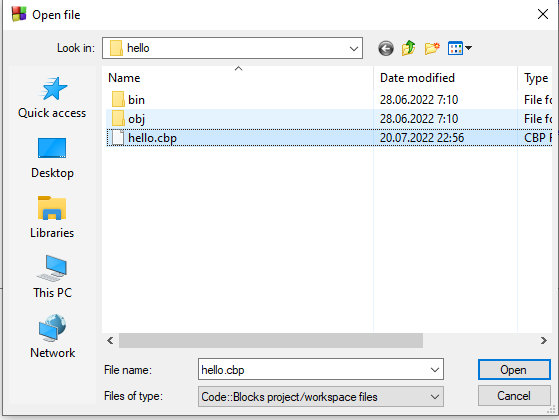 Open file
Look in: hello
Name Date modified Type
bin 28.06.2022 7:10 File fo
obj 28.06.2022 7:10 File fo
hello.cbp 20.07.2022 22:56 CBP F
Quick access
Desktop
Libraries
This PC
Network
File name: hello.cbp Open
Files of type: Code::Blocks project/workspace files Cancel